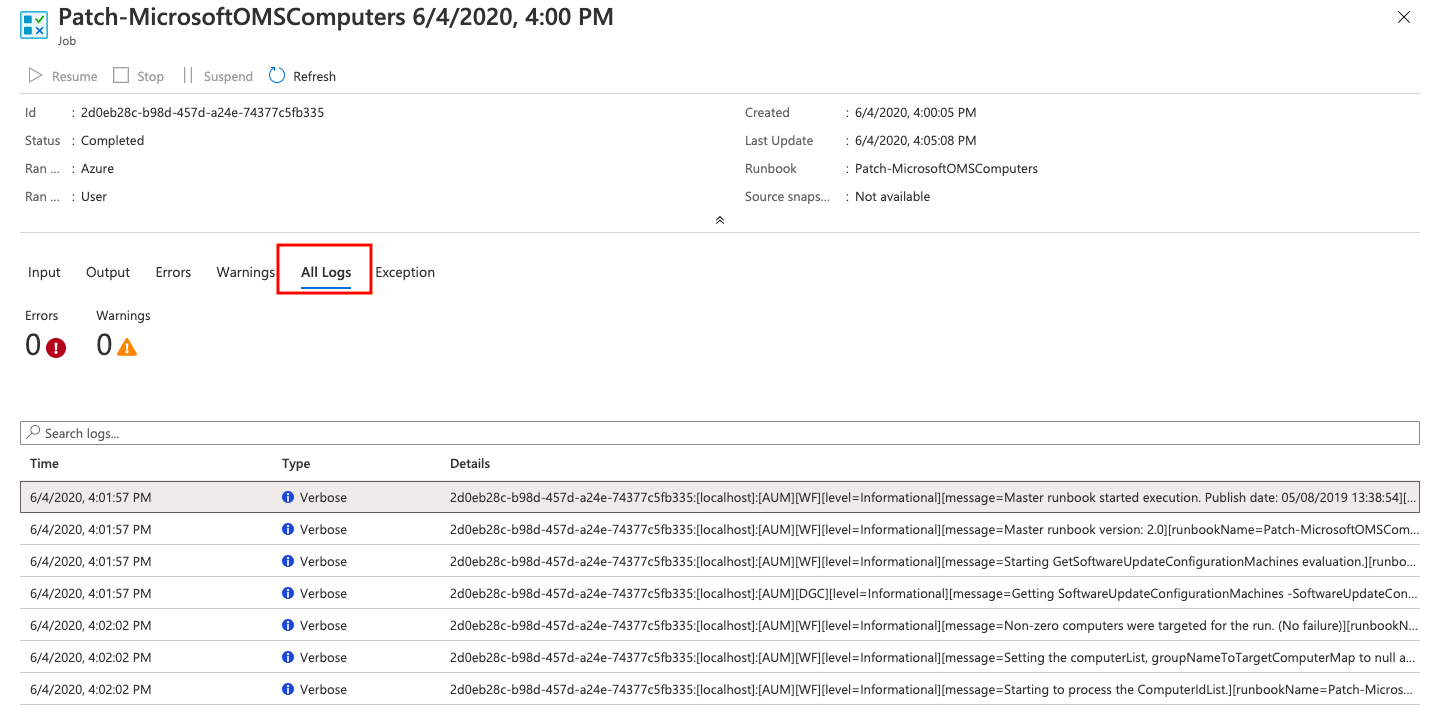 Patch-MicrosoftOMSComputers 6/4/2020, 4:00 PM
Job
Resume Stop Suspend Refresh
Id : 2d0eb28c-b98d-457d-a24e-74377c5fb335
Status : Completed
Ran ... : Azure
Ran ... : User
Created : 6/4/2020, 4:00:05 PM
Last Update : 6/4/2020, 4:05:08 PM
Runbook : Patch-MicrosoftOMSComputers
Source snaps... : Not available
Input Output Errors Warnings All Logs Exception
Errors Warnings
0 0
Search logs...
Time Type Details
6/4/2020, 4:01:57 PM Verbose 2d0eb28c-b98d-457d-a24e-74377c5fb335:[localhost]:[AUM][WF][level=Informational][message=Master runbook started execution. Publish date: 05/08/2019 13:38:54][...
6/4/2020, 4:01:57 PM Verbose 2d0eb28c-b98d-457d-a24e-74377c5fb335:[localhost]:[AUM][WF][level=Informational][message=Master runbook version: 2.0][runbookName=Patch-MicrosoftOMSCom...
6/4/2020, 4:01:57 PM Verbose 2d0eb28c-b98d-457d-a24e-74377c5fb335:[localhost]:[AUM][WF][level=Informational][message=Starting GetSoftwareUpdateConfigurationMachines evaluation.][runbo...
6/4/2020, 4:01:57 PM Verbose 2d0eb28c-b98d-457d-a24e-74377c5fb335:[localhost]:[AUM][DGC][level=Informational][message=Getting SoftwareUpdateConfigurationMachines -SoftwareUpdateCon...
6/4/2020, 4:02:02 PM Verbose 2d0eb28c-b98d-457d-a24e-74377c5fb335:[localhost]:[AUM][WF][level=Informational][message=Non-zero computers were targeted for the run. (No failure)][runbookN...
6/4/2020, 4:02:02 PM Verbose 2d0eb28c-b98d-457d-a24e-74377c5fb335:[localhost]:[AUM][WF][level=Informational][message=Setting the computerList, groupNameToTargetComputerMap to null a...
6/4/2020, 4:02:02 PM Verbose 2d0eb28c-b98d-457d-a24e-74377c5fb335:[localhost]:[AUM][WF][level=Informational][message=Starting to process the ComputerIdList.][runbookName=Patch-Micros...